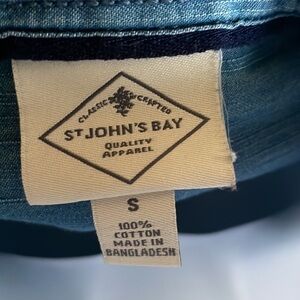 CLASSIC CRAFTED
ST JOHN'S BAY
QUALITY
APPAREL
S
100%
COTTON
MADE IN
BANGLADESH